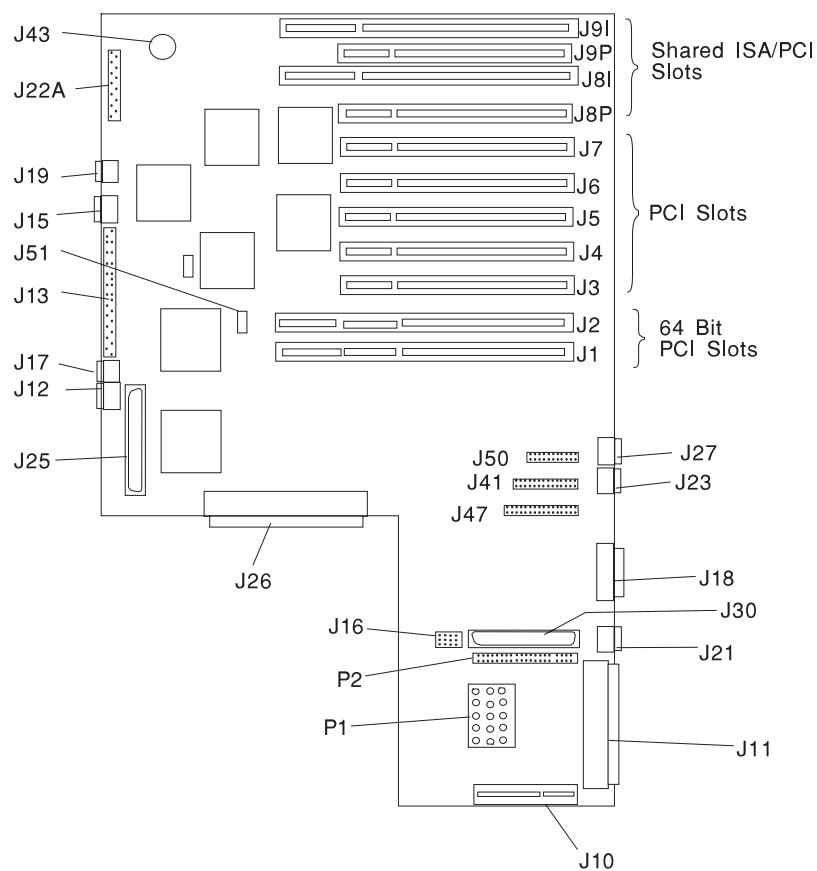 J43
J22A
J19
J15
J51
J13
J17
J12
J25
J26
J9I
J9P
J8I
J8P
J7
J6
J5
J4
J3
J2
J1
Shared ISA/PCI
Slots
PCI Slots
64 Bit
PCI Slots
J50
J41
J47
J27
J23
J18
J30
J16
J21
P2
P1
J11
J10